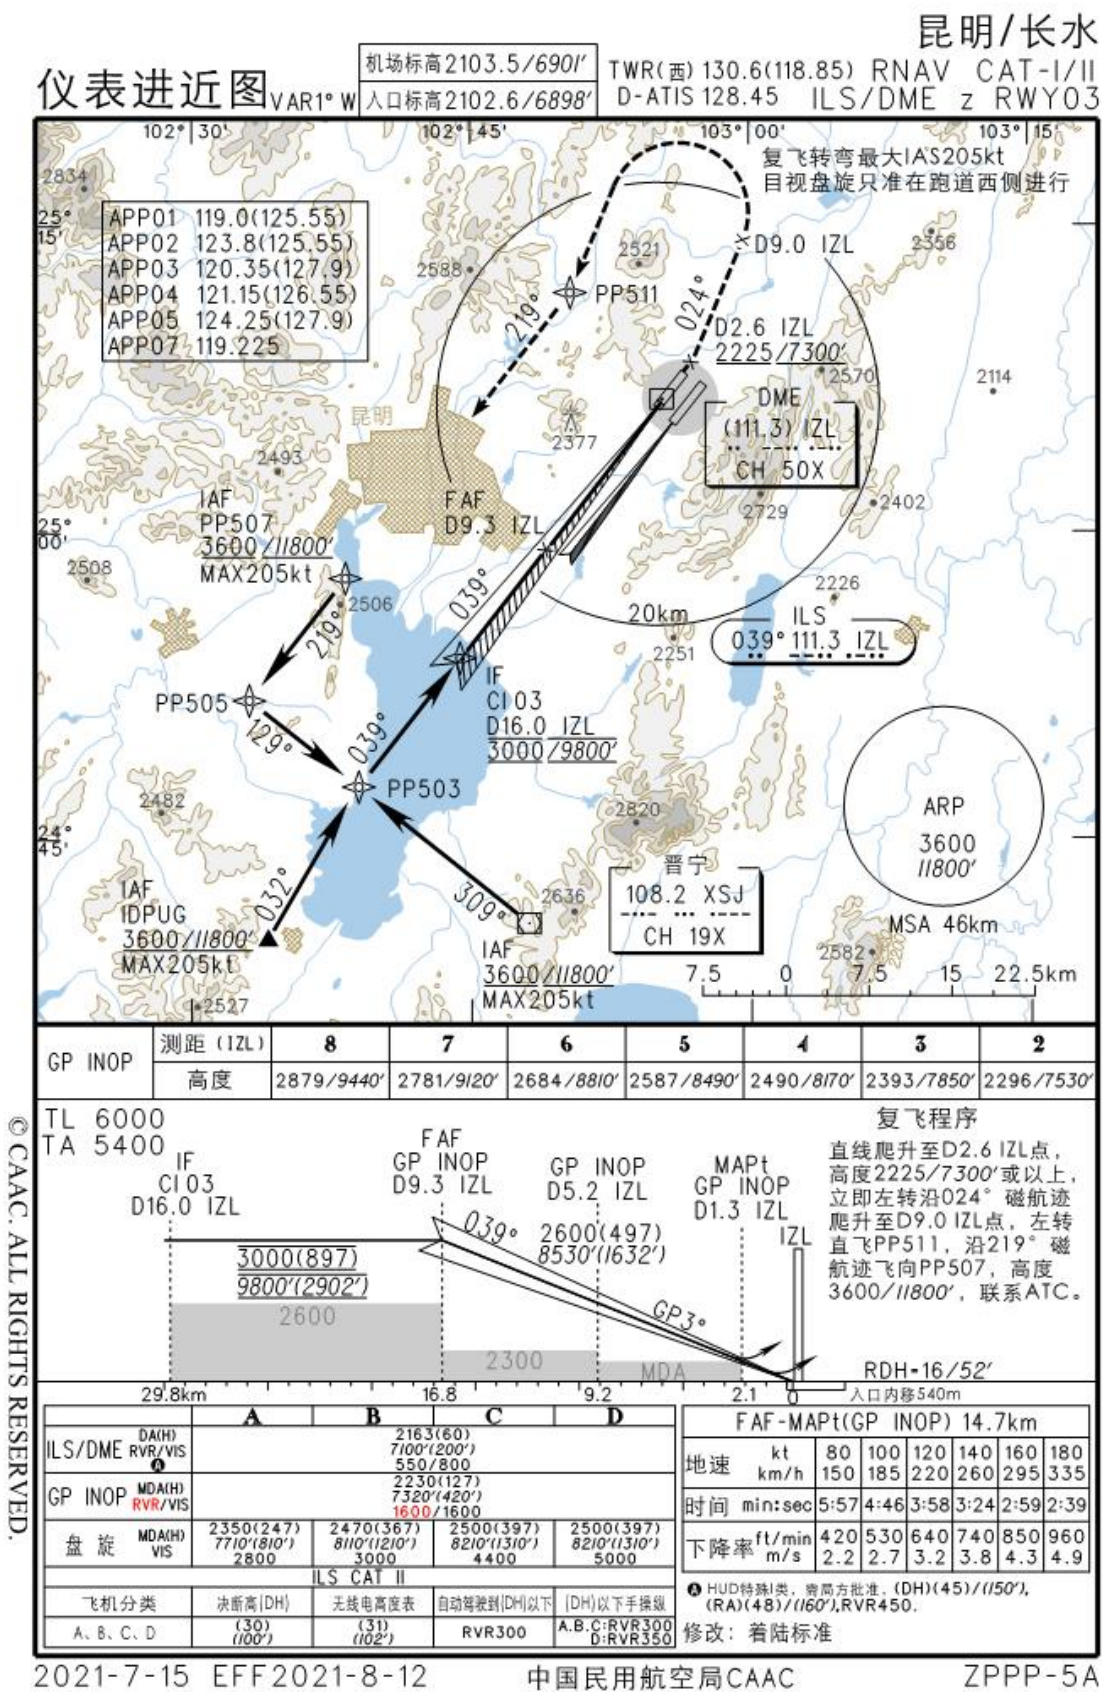 昆明/长水
仪表进近图 VAR1° W
机场标高2103.5/6901'
入口标高2102.6/6898'
TWR(西) 130.6(118.85) RNAV CAT-I/II
D-ATIS 128.45 ILS/DME z RWY03
102°30'
102°45'
103°00'
103°15'
复飞转弯最大IAS205kt
目视盘旋只准在跑道西侧进行
2834
25°
15'
APP01 119.0(125.55)
APP02 123.8(125.55)
APP03 120.35(127.9)
APP04 121.15(126.55)
APP05 124.25(127.9)
APP07 119.225
2588
2521
2356
D9.0 IZL
PP511
219°
024°
D2.6 IZL
2225/7300'
2570
2114
DME
(111.3) IZL
CH 50X
昆明
2377
2493
IAF
PP507
3600/11800'
MAX205kt
FAF
D9.3 IZL
2729
2402
25°
00'
2508
2506
039°
2226
20km
2251
ILS
039° 111.3 IZL
219°
PP505
129°
039°
IF
CI03
D16.0 IZL
3000/9800'
PP503
2482
2820
24°
45'
ARP
3600
11800'
MSA 46km
晋宁
108.2 XSJ
CH 19X
IAF
IDPUG
3600/11800'
MAX205kt
032°
309°
2636
IAF
3600/11800'
MAX205kt
2582
2527
7.5 0 7.5 15 22.5km
GP INOP
测距 (IZL) 8 7 6 5 4 3 2
高度 2879/9440' 2781/9120' 2684/8810' 2587/8490' 2490/8170' 2393/7850' 2296/7530'
TL 6000
TA 5400
IF
CI03
D16.0 IZL
FAF
GP INOP
D9.3 IZL
GP INOP
D5.2 IZL
MAPt
GP INOP
D1.3 IZL
IZL
039°
2600(497)
8530'(1632')
3000(897)
9800'(2902')
GP3°
2600
2300
MDA
复飞程序
直线爬升至D2.6 IZL点，
高度2225/7300'或以上，
立即左转沿024° 磁航迹
爬升至D9.0 IZL点，左转
直飞PP511，沿219° 磁
航迹飞向PP507，高度
3600/11800'，联系ATC。
RDH=16/52'
入口内移540m
29.8km 16.8 9.2 2.1 0
A B C D
ILS/DME DA(H) RVR/VIS Ⓐ
2163(60)
7100'(200')
550/800
GP INOP MDA(H) RVR/VIS
2230(127)
7320'(420')
1600/1600
盘旋 MDA(H) VIS
2350(247) 2470(367) 2500(397) 2500(397)
7710'(810') 8110'(1210') 8210'(1310') 8210'(1310')
2800 3000 4400 5000
ILS CAT II
飞机分类 决断高(DH) 无线电高度表 自动驾驶到(DH)以下 (DH)以下手操纵
A、B、C、D (30) (100') (31) (102') RVR300 A.B.C:RVR300 D:RVR350
FAF-MAPt(GP INOP) 14.7km
地速 kt 80 100 120 140 160 180
km/h 150 185 220 260 295 335
时间 min:sec 5:57 4:46 3:58 3:24 2:59 2:39
下降率 ft/min 420 530 640 740 850 960
m/s 2.2 2.7 3.2 3.8 4.3 4.9
Ⓐ HUD特殊I类，需局方批准，(DH)(45)/(150'),
(RA)(48)/(160'),RVR450.
修改：着陆标准
© CAAC. ALL RIGHTS RESERVED.
2021-7-15 EFF2021-8-12 中国民用航空局CAAC ZPPP-5A